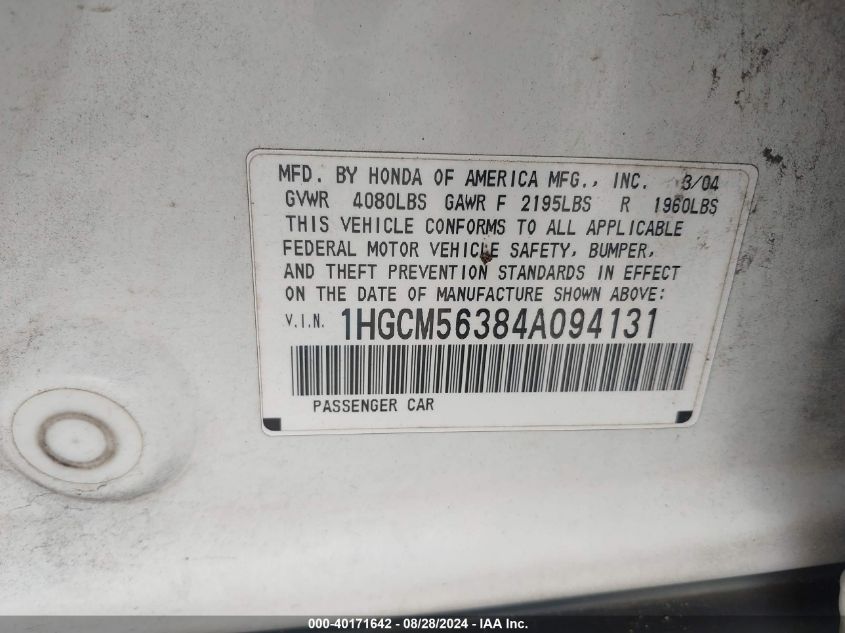 MFD. BY HONDA OF AMERICA MFG., INC. 3/04
GVWR 4080LBS GAWR F 2195LBS R 1960LBS
THIS VEHICLE CONFORMS TO ALL APPLICABLE
FEDERAL MOTOR VEHICLE SAFETY, BUMPER,
AND THEFT PREVENTION STANDARDS IN EFFECT
ON THE DATE OF MANUFACTURE SHOWN ABOVE:
V.I.N. 1HGCM56384A094131
PASSENGER CAR
000-40171642 / 08/28/2024 - IAA Inc.